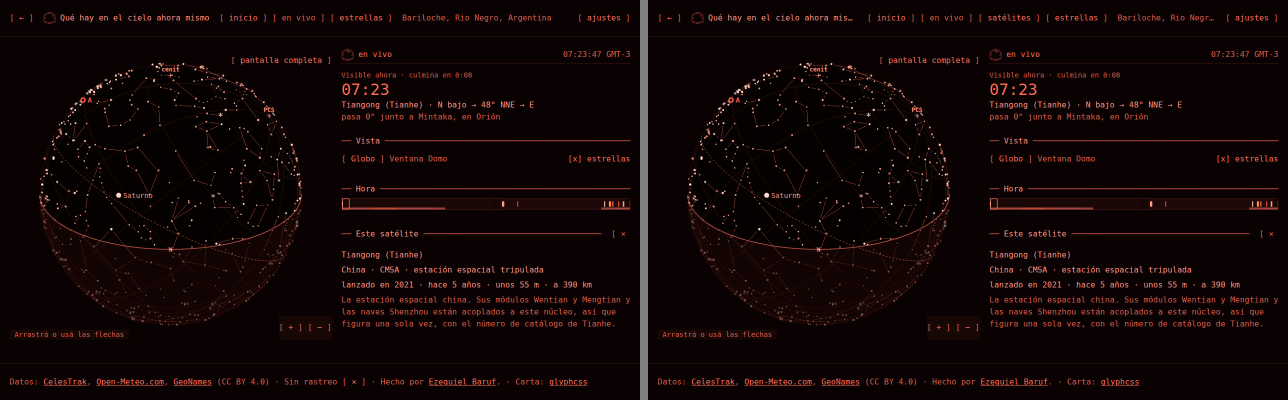 [ ← ] Qué hay en el cielo ahora mismo [ inicio ] [ en vivo ] [ estrellas ] Bariloche, Río Negro, Argentina [ ajustes ]
[ pantalla completa ]
cenit
A
PCS
Saturno
Arrastrá o usá las flechas
[ + ] [ − ]
en vivo 07:23:47 GMT-3
Visible ahora · culmina en 0:08
07:23
Tiangong (Tianhe) · N bajo → 48° NNE → E
pasa 0° junto a Mintaka, en Orión
Vista
[ Globo ] Ventana Domo [x] estrellas
Hora
Este satélite [ ×
Tiangong (Tianhe)
China · CMSA · estación espacial tripulada
lanzado en 2021 · hace 5 años · unos 55 m · a 390 km
La estación espacial china. Sus módulos Wentian y Mengtian y
las naves Shenzhou están acoplados a este núcleo, así que
figura una sola vez, con el número de catálogo de Tianhe.
Datos: CelesTrak, Open-Meteo.com, GeoNames (CC BY 4.0) · Sin rastreo [ × ] · Hecho por Ezequiel Baruf. · Carta: glyphcss
[ ← ] Qué hay en el cielo ahora mis… [ inicio ] [ en vivo ] [ satélites ] [ estrellas ] Bariloche, Río Negr… [ ajustes ]
[ pantalla completa ]
cenit
A
PCS
Saturno
Arrastrá o usá las flechas
[ + ] [ − ]
en vivo 07:23:47 GMT-3
Visible ahora · culmina en 0:08
07:23
Tiangong (Tianhe) · N bajo → 48° NNE → E
pasa 0° junto a Mintaka, en Orión
Vista
[ Globo ] Ventana Domo [x] estrellas
Hora
Este satélite [ ×
Tiangong (Tianhe)
China · CMSA · estación espacial tripulada
lanzado en 2021 · hace 5 años · unos 55 m · a 390 km
La estación espacial china. Sus módulos Wentian y Mengtian y
las naves Shenzhou están acoplados a este núcleo, así que
figura una sola vez, con el número de catálogo de Tianhe.
Datos: CelesTrak, Open-Meteo.com, GeoNames (CC BY 4.0) · Hecho por Ezequiel Baruf. · Carta: glyphcss